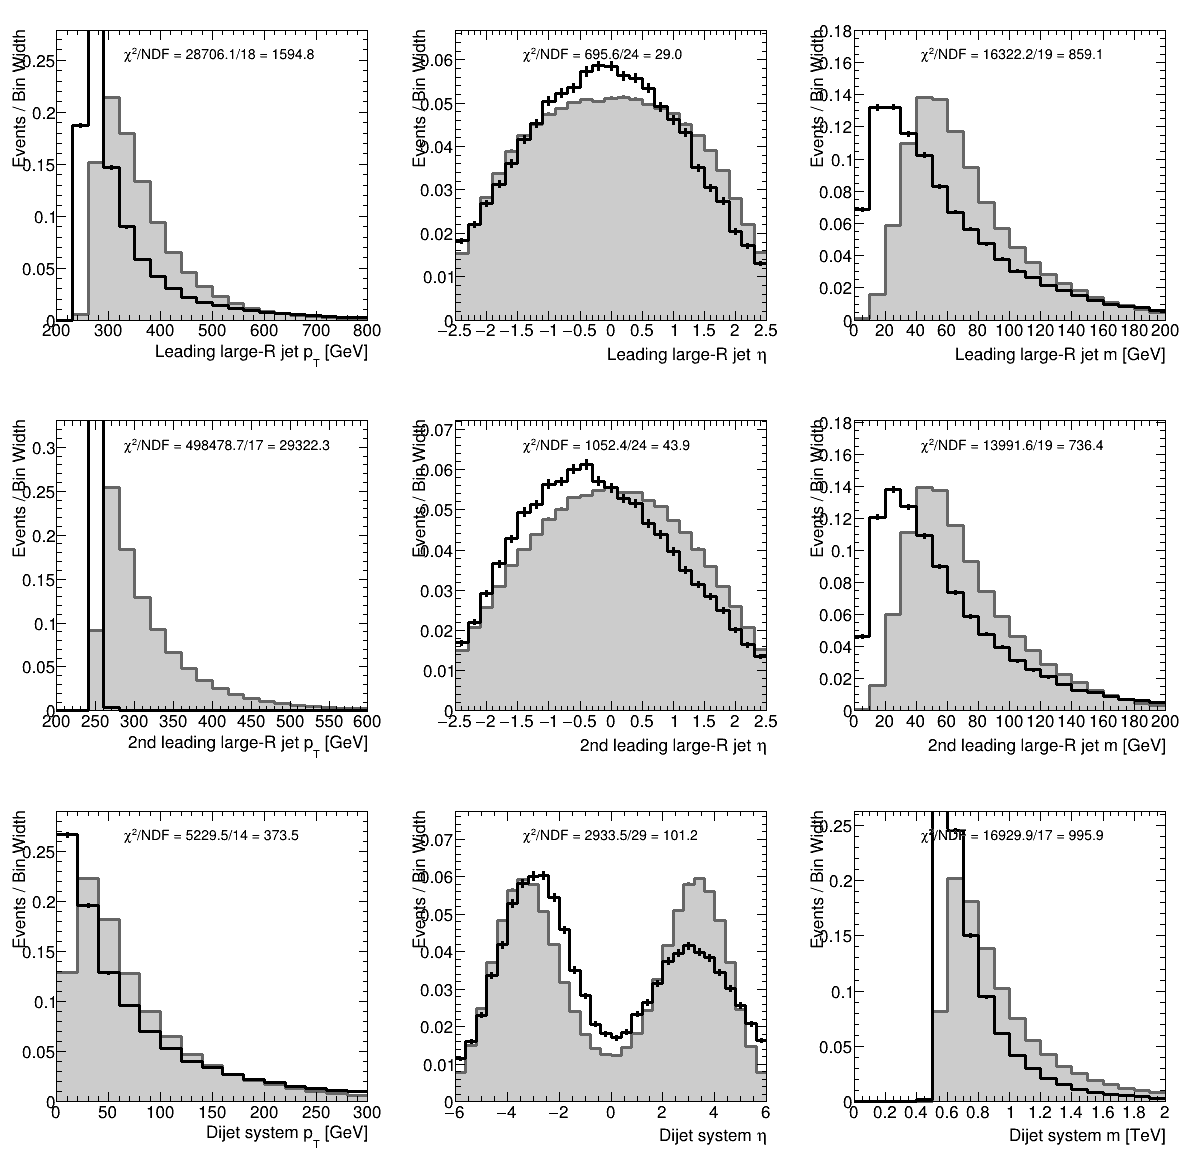 Events / Bin Width
χ²/NDF = 28706.1/18 = 1594.8
0.25
0.2
0.15
0.1
0.05
0
200 300 400 500 600 700 800
Leading large-R jet p_T [GeV]
Events / Bin Width
χ²/NDF = 695.6/24 = 29.0
0.06
0.05
0.04
0.03
0.02
0.01
0
−2.5 −2 −1.5 −1 −0.5 0 0.5 1 1.5 2 2.5
Leading large-R jet η
Events / Bin Width
χ²/NDF = 16322.2/19 = 859.1
0.18
0.16
0.14
0.12
0.1
0.08
0.06
0.04
0.02
0
0 20 40 60 80 100 120 140 160 180 200
Leading large-R jet m [GeV]
Events / Bin Width
χ²/NDF = 498478.7/17 = 29322.3
0.3
0.25
0.2
0.15
0.1
0.05
0
200 250 300 350 400 450 500 550 600
2nd leading large-R jet p_T [GeV]
Events / Bin Width
χ²/NDF = 1052.4/24 = 43.9
0.07
0.06
0.05
0.04
0.03
0.02
0.01
0
−2.5 −2 −1.5 −1 −0.5 0 0.5 1 1.5 2 2.5
2nd leading large-R jet η
Events / Bin Width
χ²/NDF = 13991.6/19 = 736.4
0.18
0.16
0.14
0.12
0.1
0.08
0.06
0.04
0.02
0
0 20 40 60 80 100 120 140 160 180 200
2nd leading large-R jet m [GeV]
Events / Bin Width
χ²/NDF = 5229.5/14 = 373.5
0.25
0.2
0.15
0.1
0.05
0
0 50 100 150 200 250 300
Dijet system p_T [GeV]
Events / Bin Width
χ²/NDF = 2933.5/29 = 101.2
0.07
0.06
0.05
0.04
0.03
0.02
0.01
0
−6 −4 −2 0 2 4 6
Dijet system η
Events / Bin Width
χ²/NDF = 16929.9/17 = 995.9
0.25
0.2
0.15
0.1
0.05
0
0 0.2 0.4 0.6 0.8 1 1.2 1.4 1.6 1.8 2
Dijet system m [TeV]